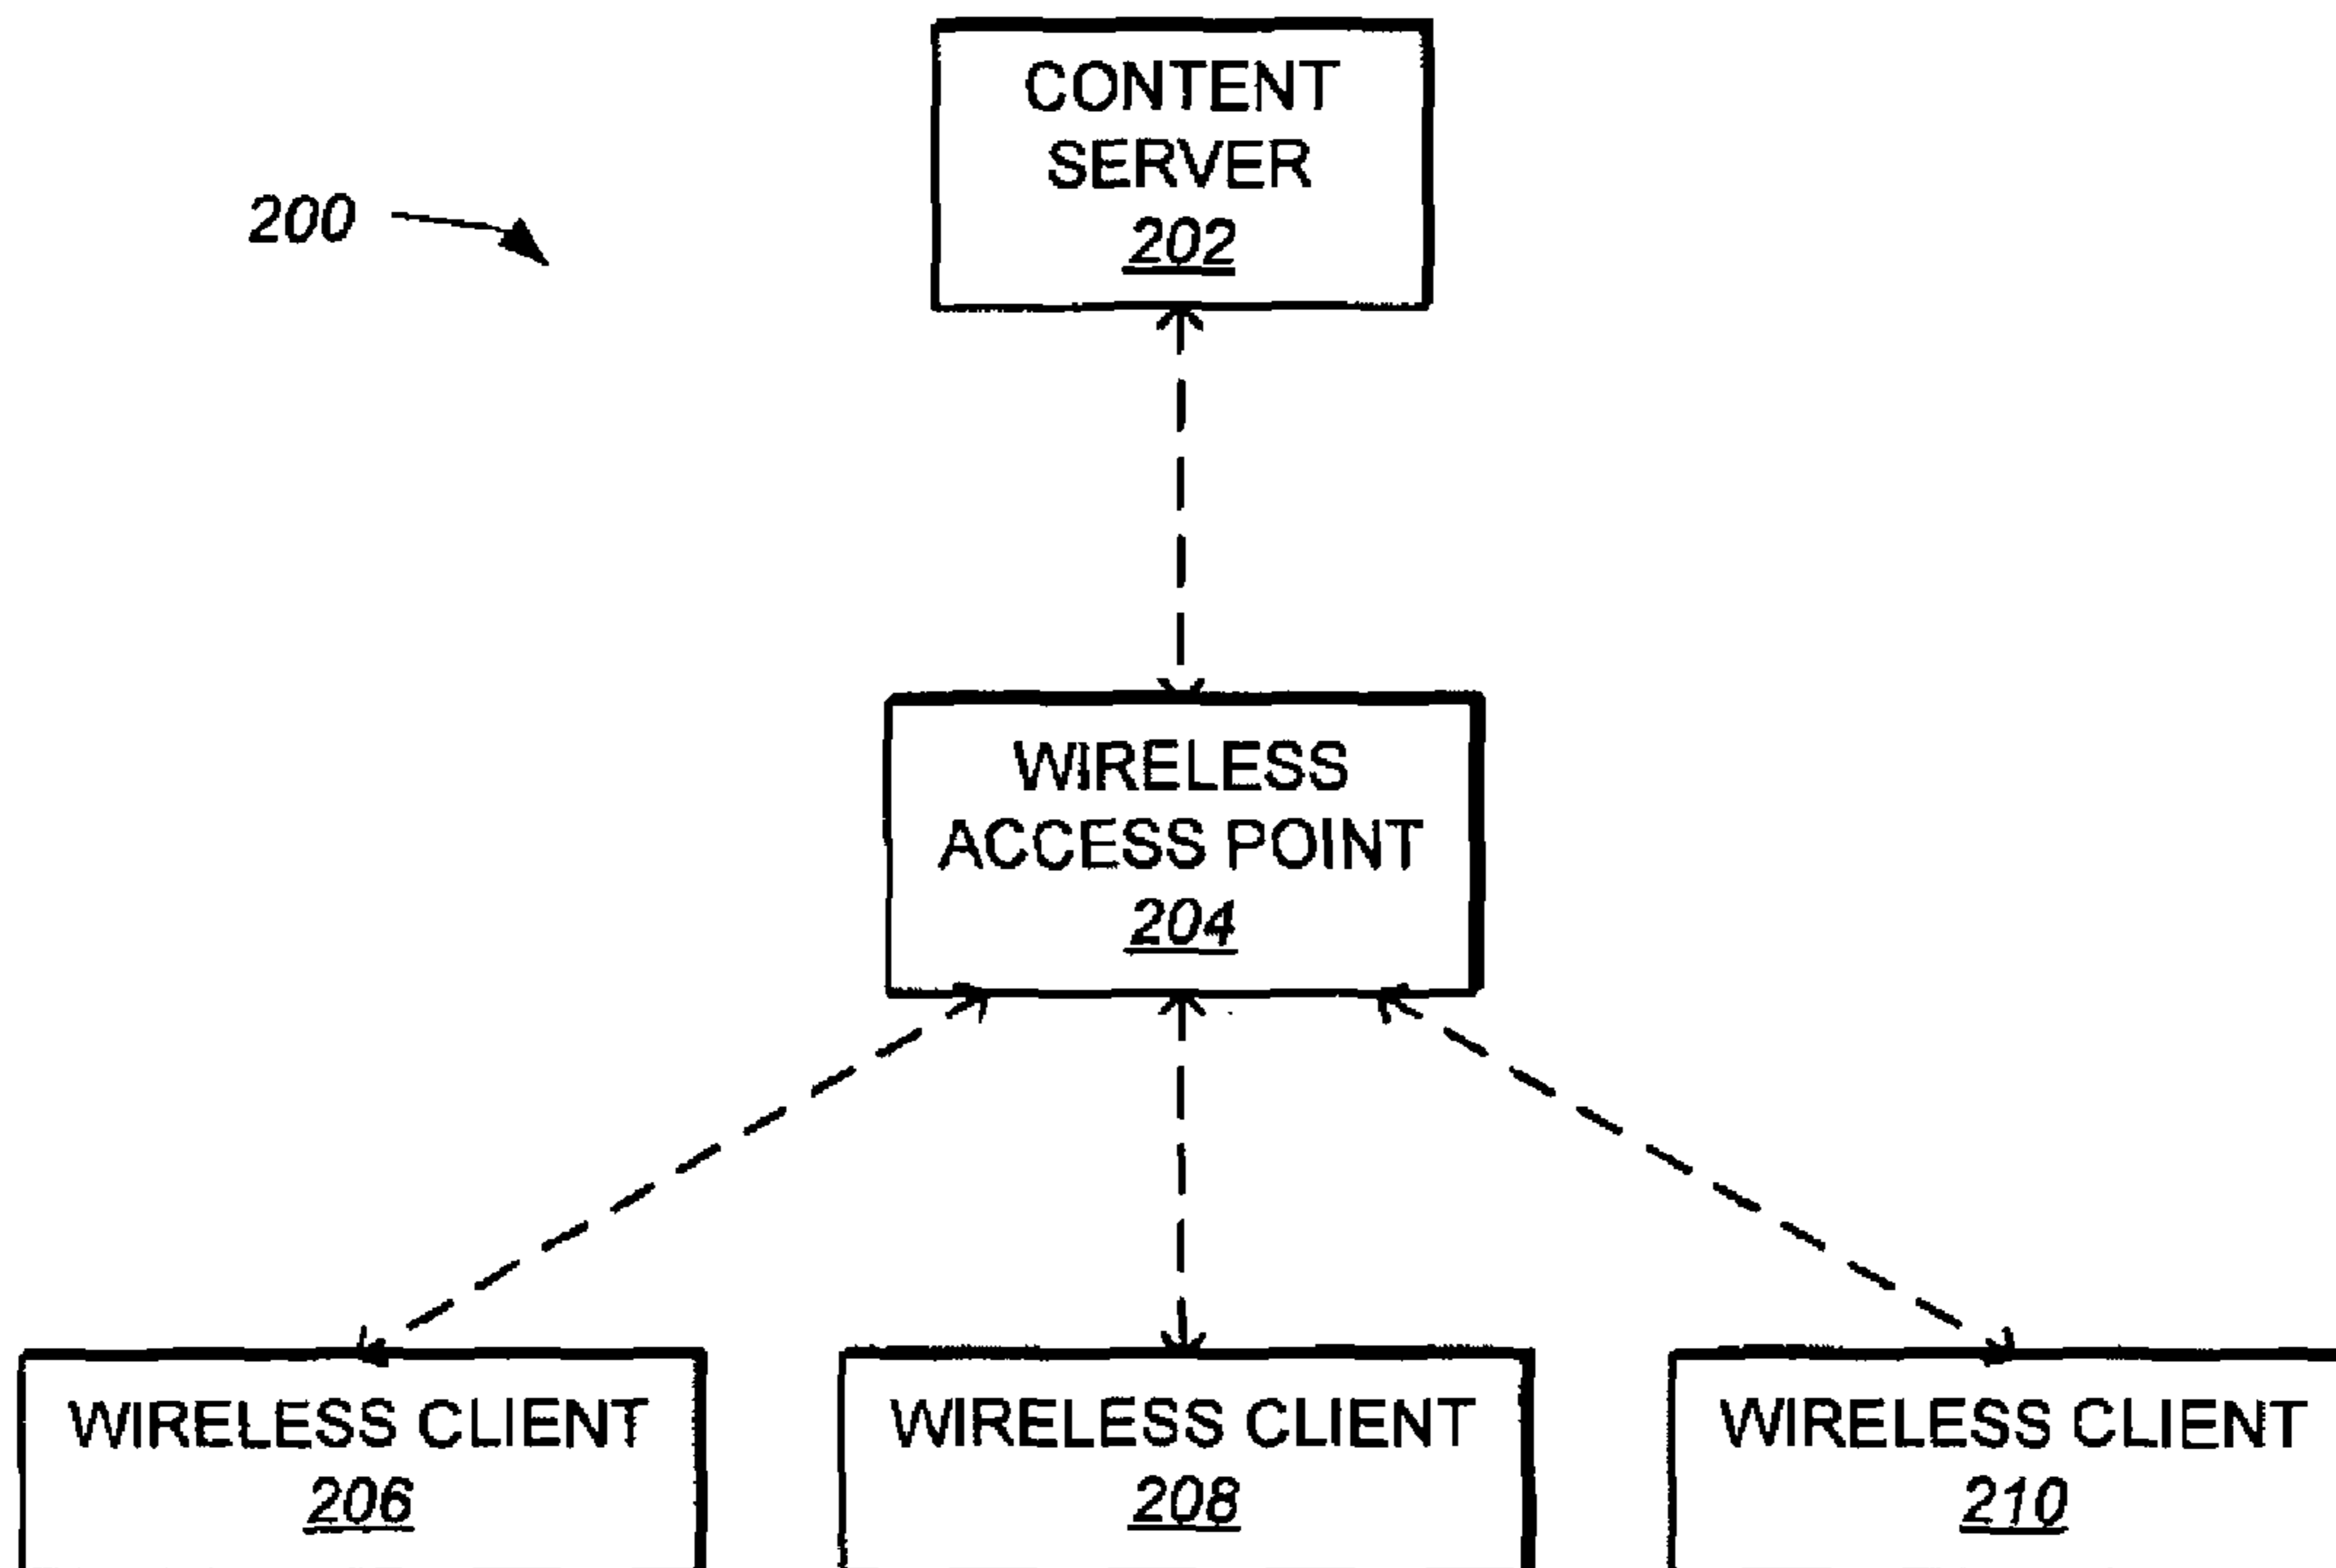 CONTENT
SERVER
202
200
WIRELESS
ACCESS POINT
204
WIRELESS CLIENT
206
WIRELESS CLIENT
208
WIRELESS CLIENT
210